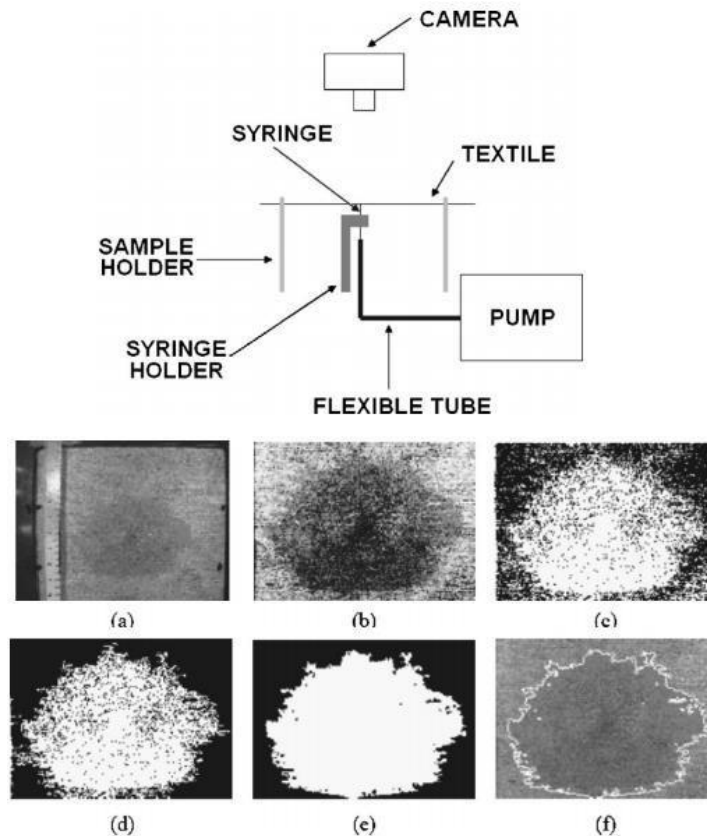 CAMERA
SYRINGE
TEXTILE
SAMPLE
HOLDER
PUMP
SYRINGE
HOLDER
FLEXIBLE TUBE
(a)
(b)
(c)
(d)
(e)
(f)